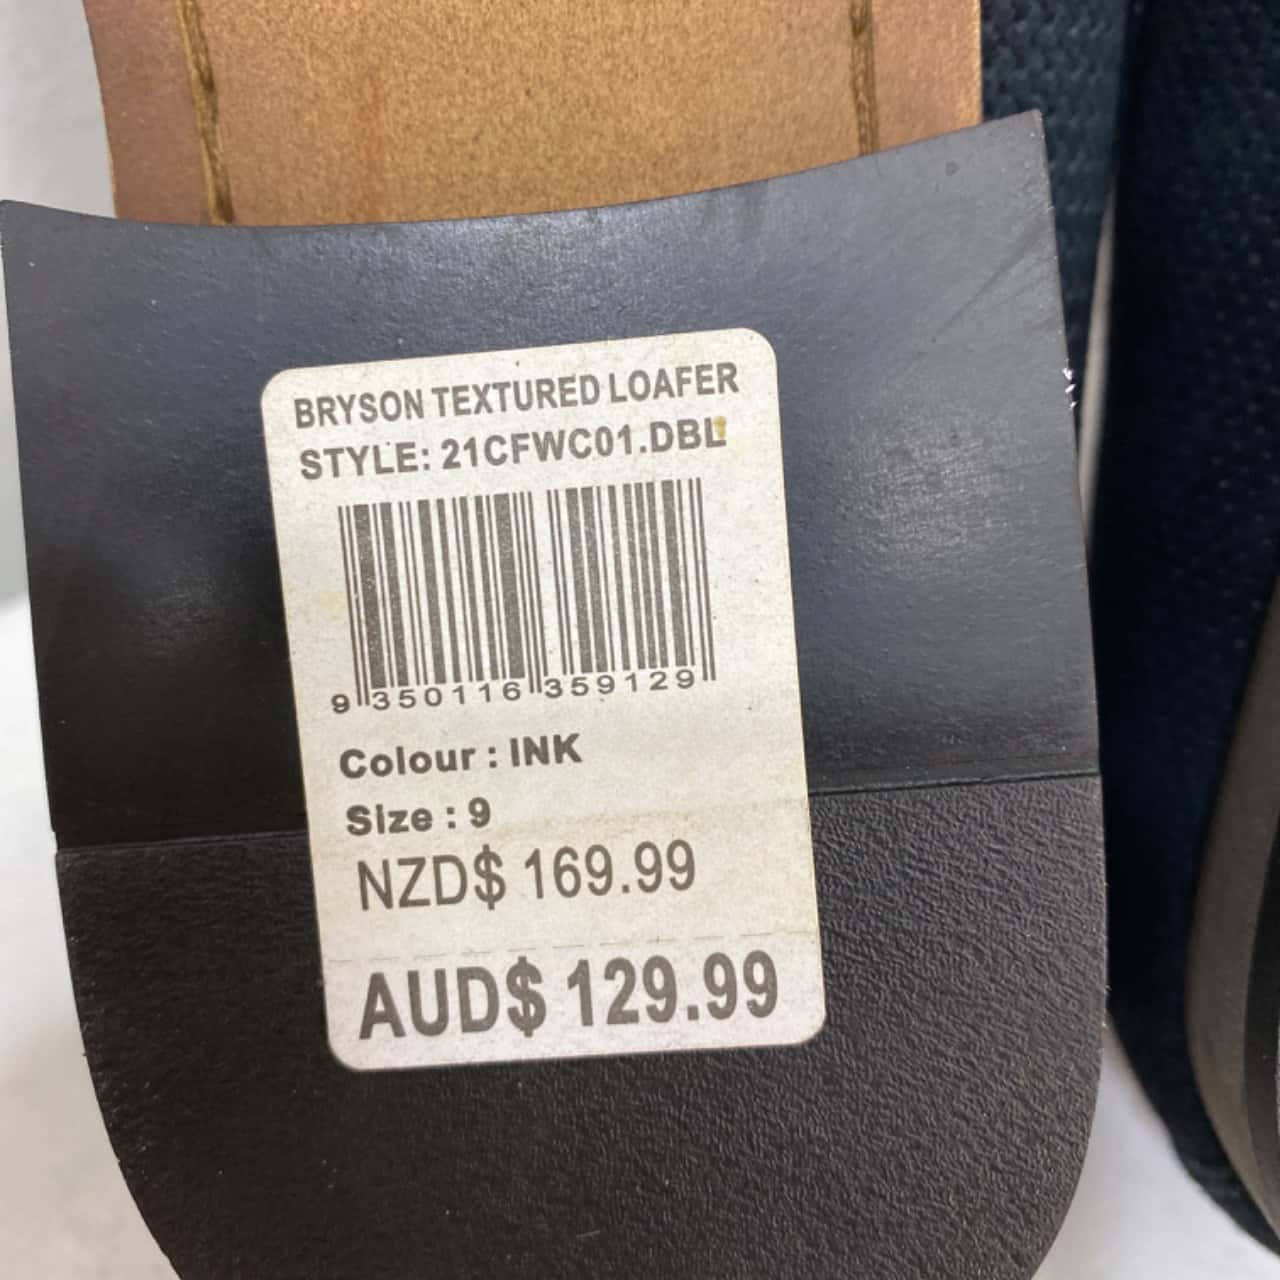 BRYSON TEXTURED LOAFER
STYLE: 21CFWC01.DBL
9 350116 359129
Colour : INK
Size : 9
NZD$ 169.99
AUD$ 129.99